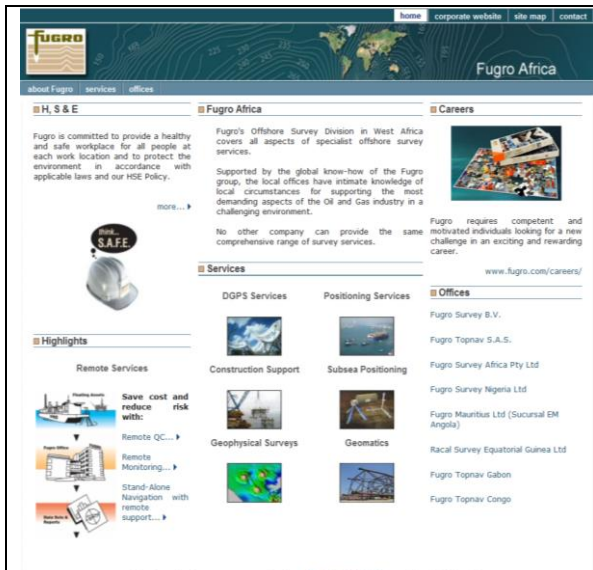 home corporate website site map contact
FUGRO
Fugro Africa
about Fugro services offices
H, S & E
Fugro is committed to provide a healthy
and safe workplace for all people at
each work location and to protect the
environment in accordance with
applicable laws and our HSE Policy.
more...
think...
S.A.F.E.
Highlights
Remote Services
Floating Assets
Fugro Office
Data Sets &
Reports
Save cost and
reduce risk
with:
Remote QC...
Remote
Monitoring...
Stand-Alone
Navigation with
remote
support...
Fugro Africa
Fugro's Offshore Survey Division in West Africa
covers all aspects of specialist offshore survey
services.
Supported by the global know-how of the Fugro
group, the local offices have intimate knowledge of
local circumstances for supporting the most
demanding aspects of the Oil and Gas industry in a
challenging environment.
No other company can provide the same
comprehensive range of survey services.
Services
DGPS Services Positioning Services
Construction Support Subsea Positioning
Geophysical Surveys Geomatics
Careers
Fugro requires competent and
motivated individuals looking for a new
challenge in an exciting and rewarding
career.
www.fugro.com/careers/
Offices
Fugro Survey B.V.
Fugro Topnav S.A.S.
Fugro Survey Africa Pty Ltd
Fugro Survey Nigeria Ltd
Fugro Mauritius Ltd (Sucursal EM
Angola)
Racal Survey Equatorial Guinea Ltd
Fugro Topnav Gabon
Fugro Topnav Congo